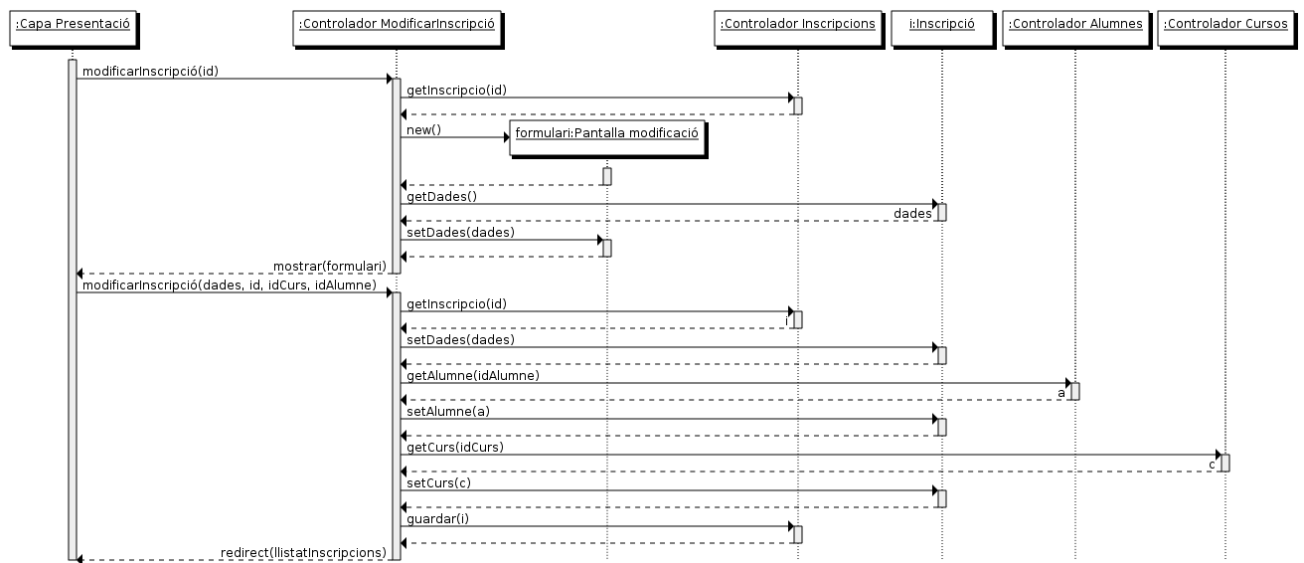 :Capa Presentació
:Controlador ModificarInscripció
:Controlador Inscripcions
i:Inscripció
:Controlador Alumnes
:Controlador Cursos
modificarInscripció(id)
getInscripcio(id)
new()
formulari:Pantalla modificació
getDades()
dades
setDades(dades)
mostrar(formulari)
modificarInscripció(dades, id, idCurs, idAlumne)
getInscripcio(id)
i
setDades(dades)
getAlumne(idAlumne)
a
setAlumne(a)
getCurs(idCurs)
c
setCurs(c)
guardar(i)
redirect(llistatInscripcions)